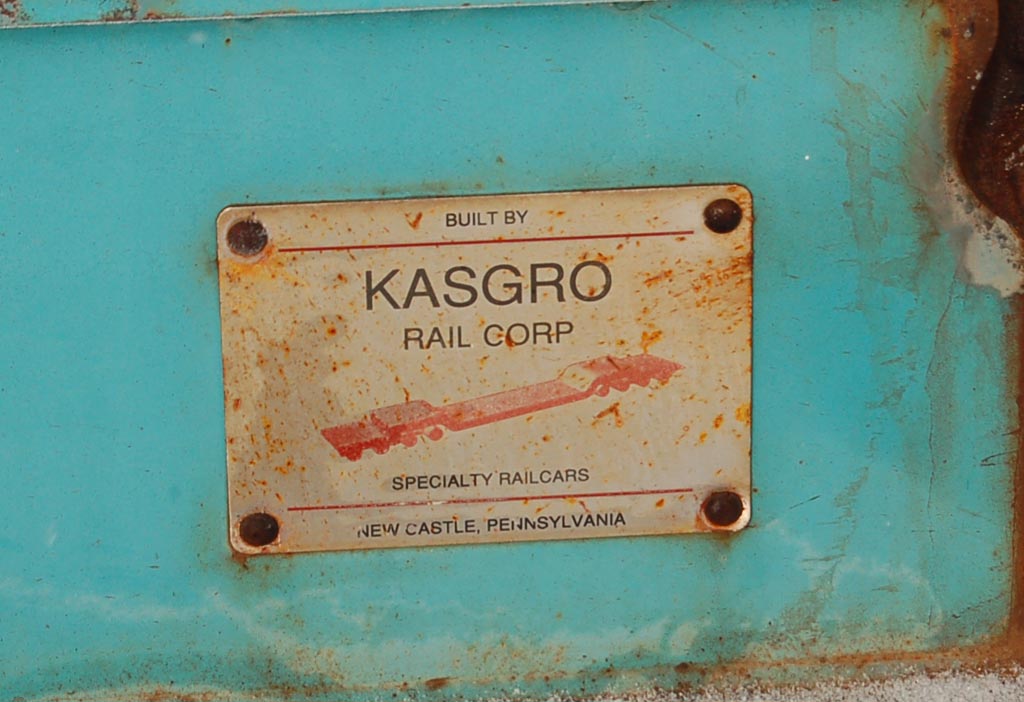 BUILT BY
KASGRO
RAIL CORP
SPECIALTY RAILCARS
NEW CASTLE, PENNSYLVANIA